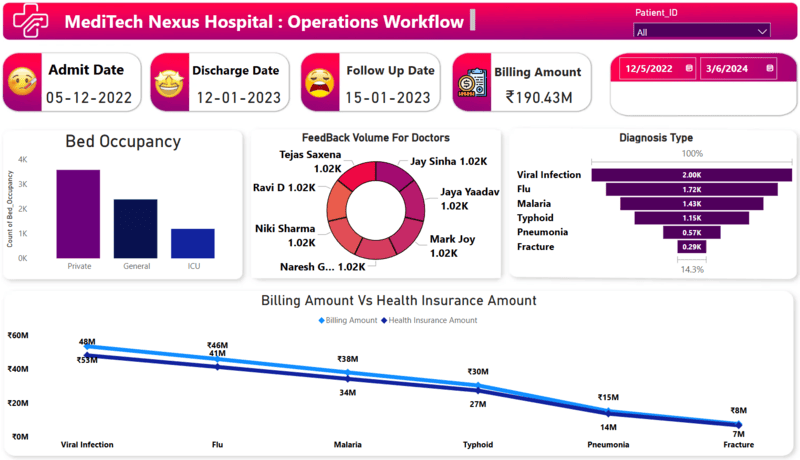 MediTech Nexus Hospital : Operations Workflow
Patient_ID
All
Admit Date
05-12-2022
Discharge Date
12-01-2023
Follow Up Date
15-01-2023
Billing Amount
₹190.43M
12/5/2022
3/6/2024
Bed Occupancy
Count of Bed_Occupancy
4K
3K
2K
1K
0K
Private
General
ICU
FeedBack Volume For Doctors
Tejas Saxena
1.02K
Jay Sinha 1.02K
Ravi D 1.02K
Jaya Yaadav
1.02K
Niki Sharma
1.02K
Mark Joy
1.02K
Naresh G... 1.02K
Diagnosis Type
100%
Viral Infection 2.00K
Flu 1.72K
Malaria 1.43K
Typhoid 1.15K
Pneumonia 0.57K
Fracture 0.29K
14.3%
Billing Amount Vs Health Insurance Amount
Billing Amount Health Insurance Amount
₹60M
₹40M
₹20M
₹0M
48M
₹53M
₹46M
41M
₹38M
34M
₹30M
27M
₹15M
14M
₹8M
7M
Viral Infection
Flu
Malaria
Typhoid
Pneumonia
Fracture